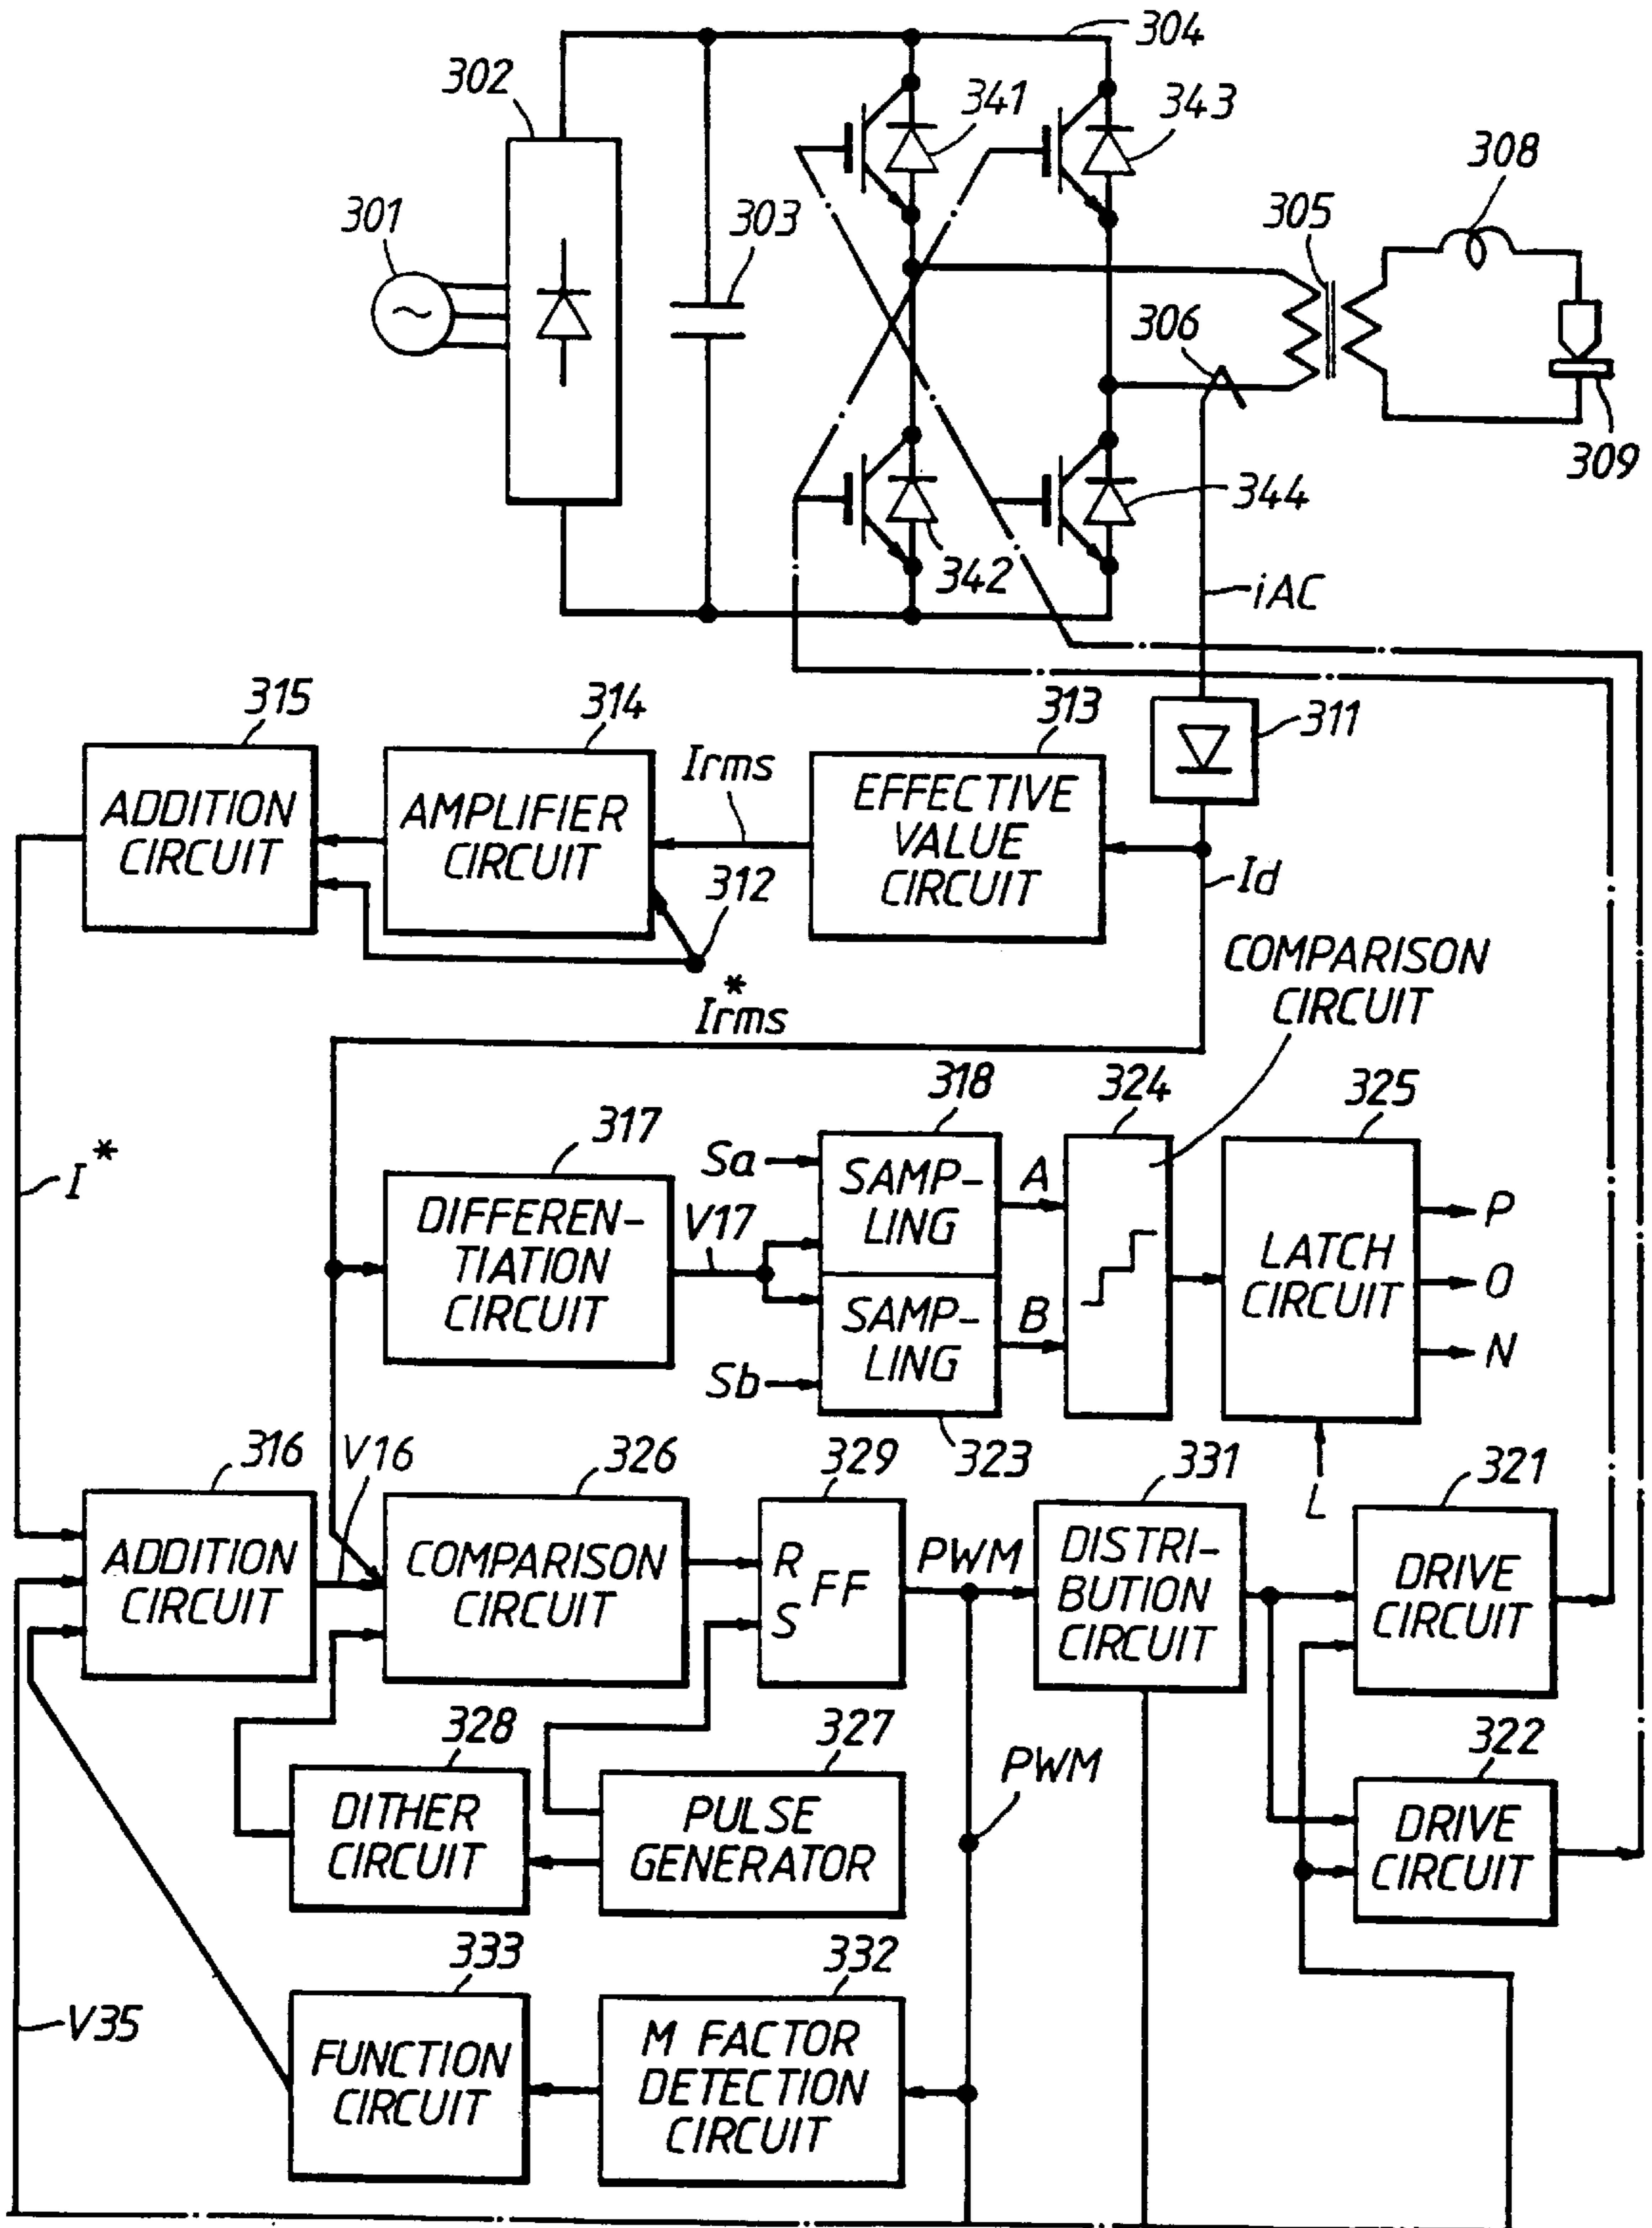 304
302
341
343
308
301
303
305
306
309
344
342
iAC
315
314
313
311
Irms
ADDITION
CIRCUIT
AMPLIFIER
CIRCUIT
EFFECTIVE
VALUE
CIRCUIT
312
Id
I*rms
COMPARISON
CIRCUIT
318
324
325
317
I*
Sa
SAMP-
LING
A
P
DIFFEREN-
TIATION
CIRCUIT
V17
LATCH
CIRCUIT
O
SAMP-
LING
B
N
Sb
316
V16
326
329
323
331
L
321
ADDITION
CIRCUIT
COMPARISON
CIRCUIT
R
FF
S
PWM
DISTRI-
BUTION
CIRCUIT
DRIVE
CIRCUIT
328
327
PWM
322
DITHER
CIRCUIT
PULSE
GENERATOR
DRIVE
CIRCUIT
333
332
V35
FUNCTION
CIRCUIT
M FACTOR
DETECTION
CIRCUIT